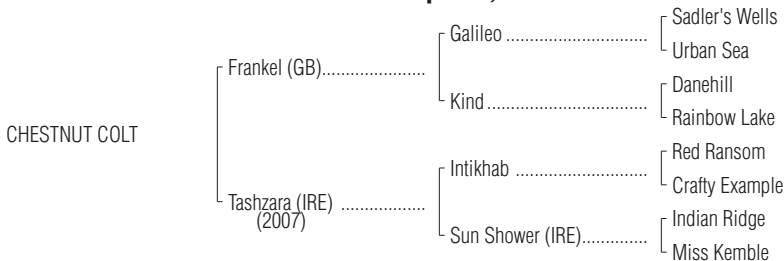 Sadler's Wells
Galileo ................................
Urban Sea
Frankel (GB).......................
Danehill
Kind ....................................
Rainbow Lake
CHESTNUT COLT
Red Ransom
Intikhab ..............................
Crafty Example
Tashzara (IRE) ..................
(2007)
Indian Ridge
Sun Shower (IRE)..............
Miss Kemble